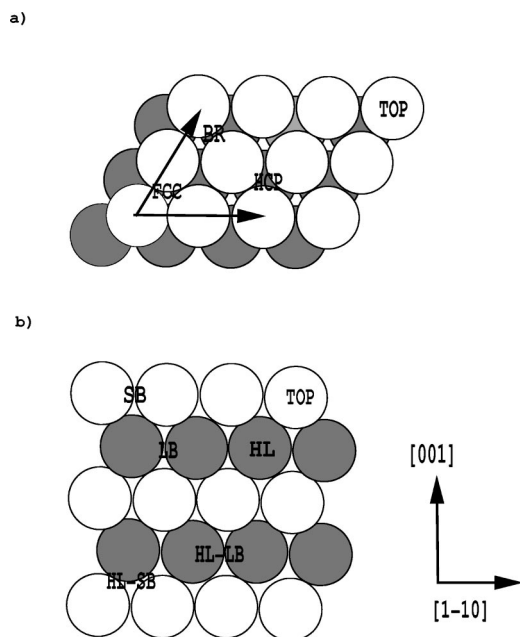 a)
TOP
BR
HCP
FCC
b)
SB
TOP
LB
HL
[001]
HL-LB
HL-SB
[1-10]